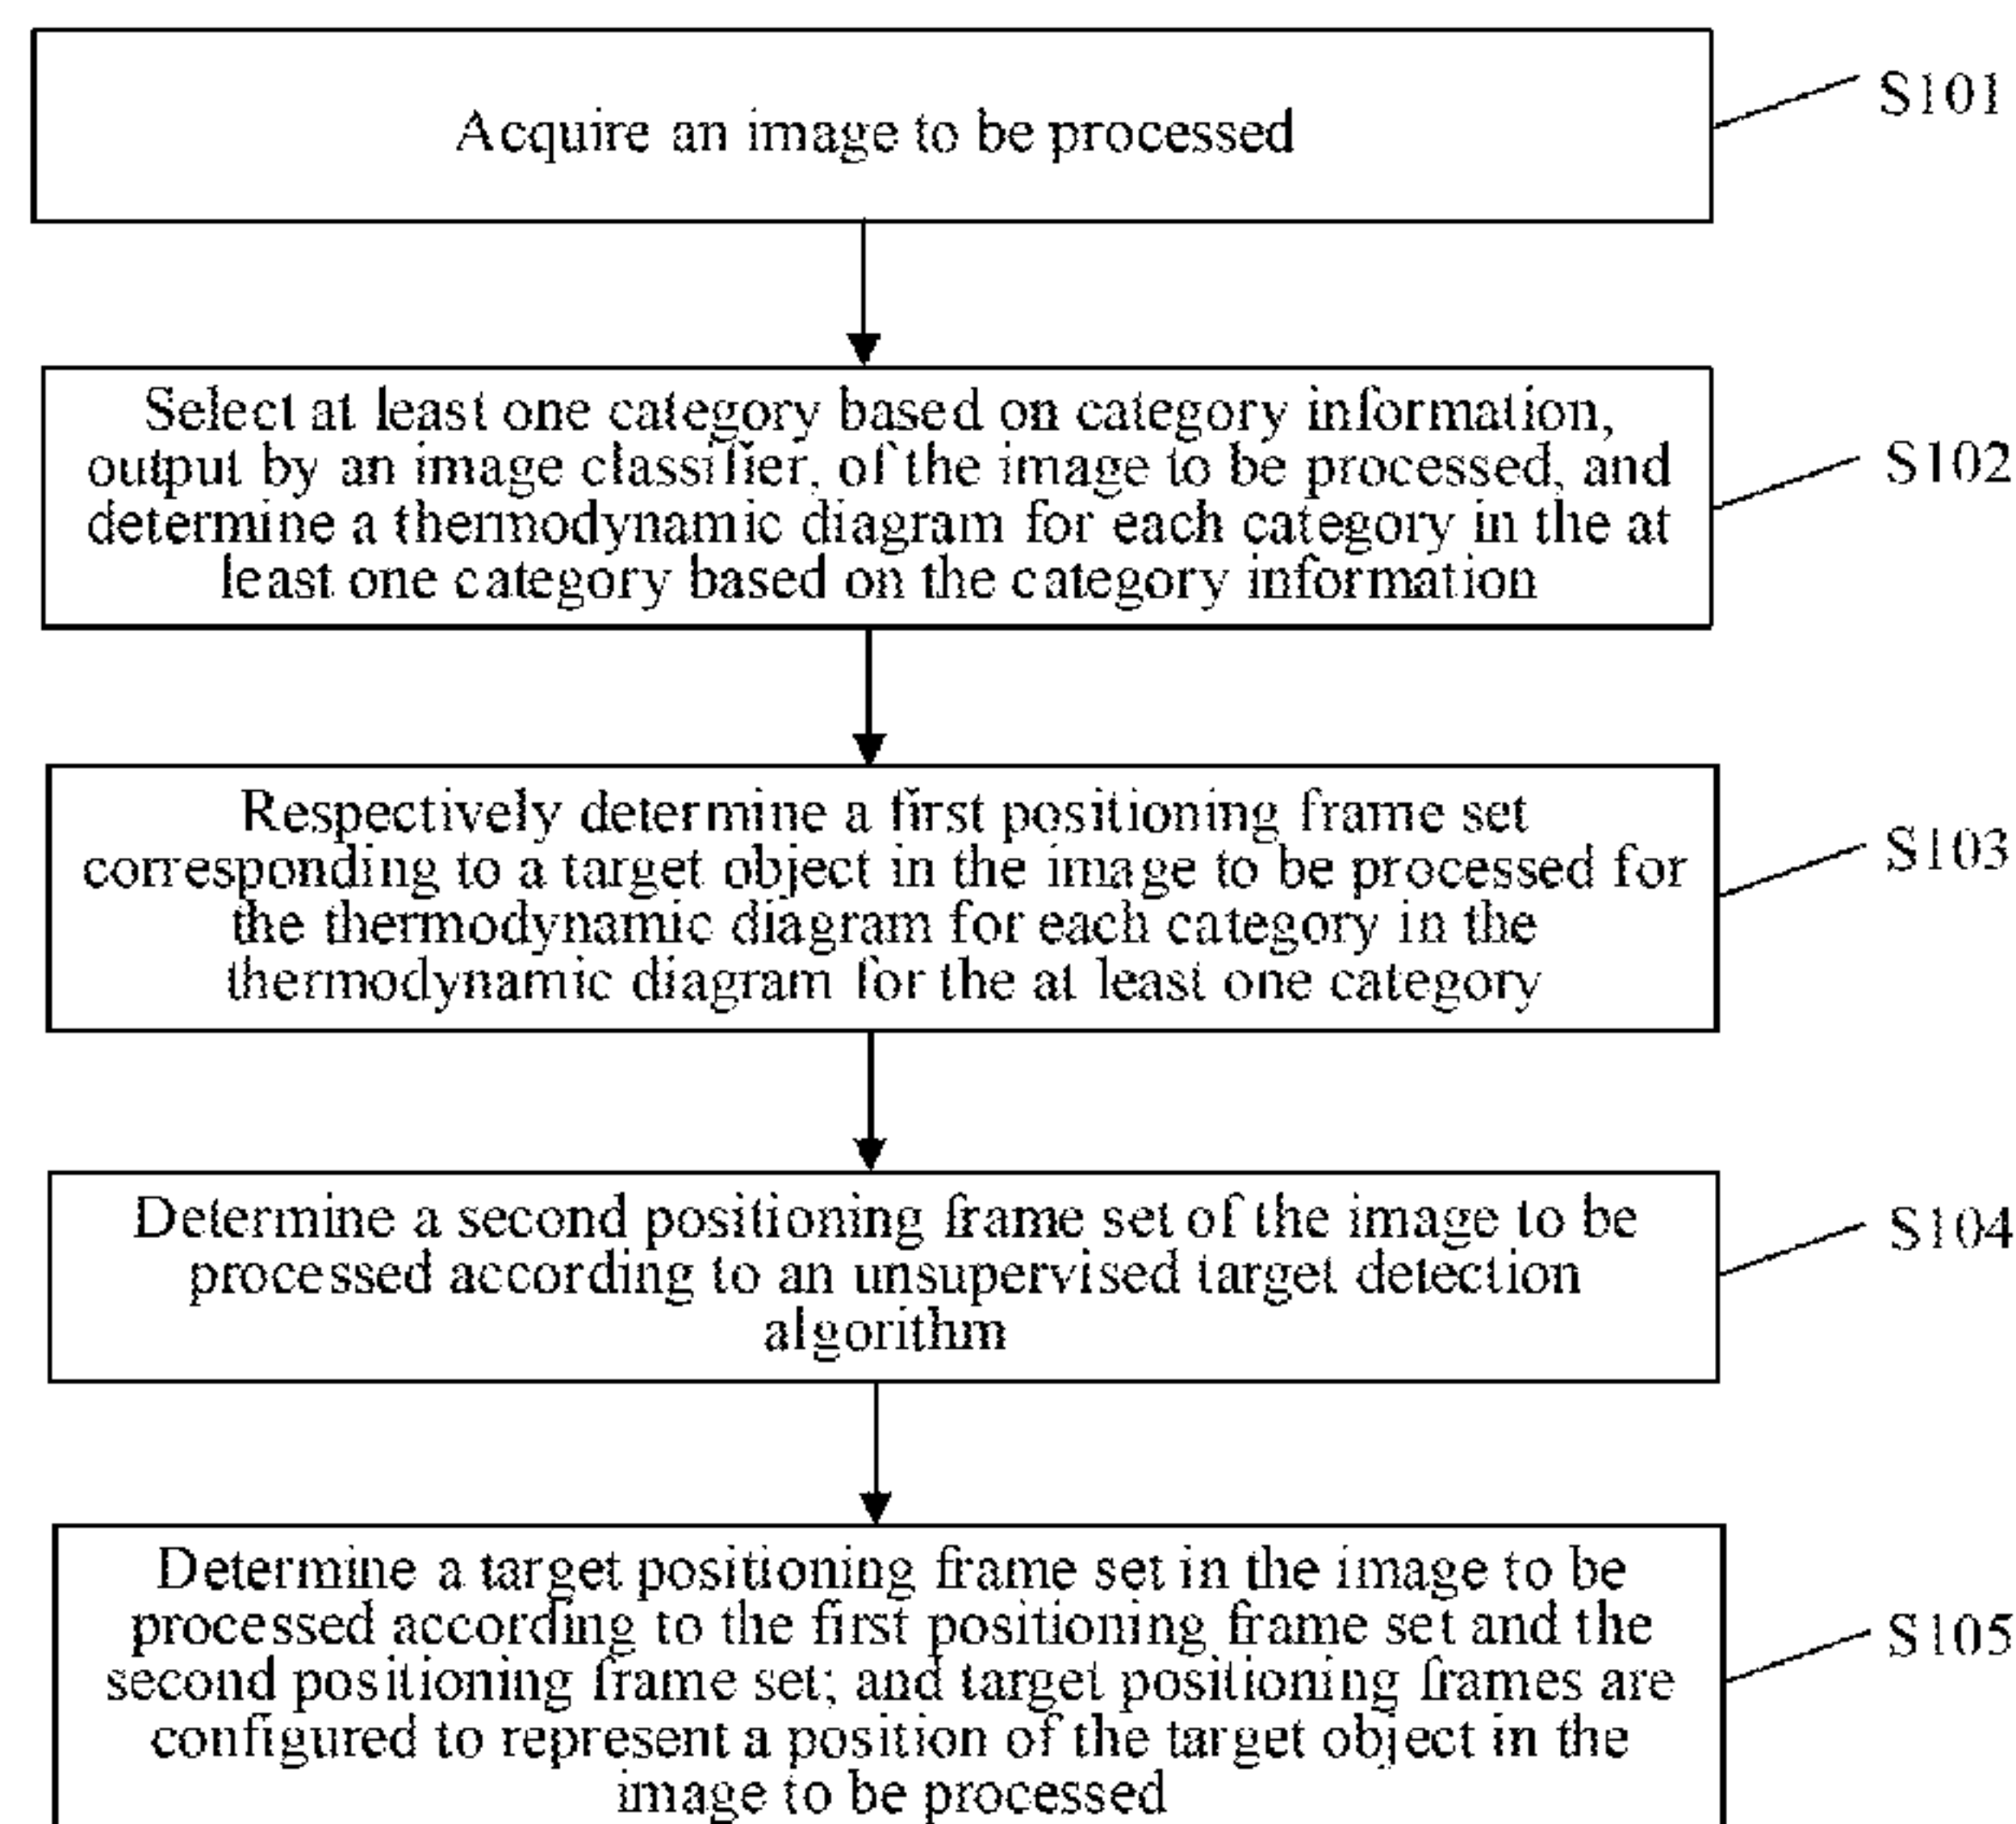 Acquire an image to be processed
S101
Select at least one category based on category information,
output by an image classifier, of the image to be processed, and
determine a thermodynamic diagram for each category in the at
least one category based on the category information
S102
Respectively determine a first positioning frame set
corresponding to a target object in the image to be processed for
the thermodynamic diagram for each category in the
thermodynamic diagram for the at least one category
S103
Determine a second positioning frame set of the image to be
processed according to an unsupervised target detection
algorithm
S104
Determine a target positioning frame set in the image to be
processed according to the first positioning frame set and the
second positioning frame set; and target positioning frames are
configured to represent a position of the target object in the
image to be processed
S105